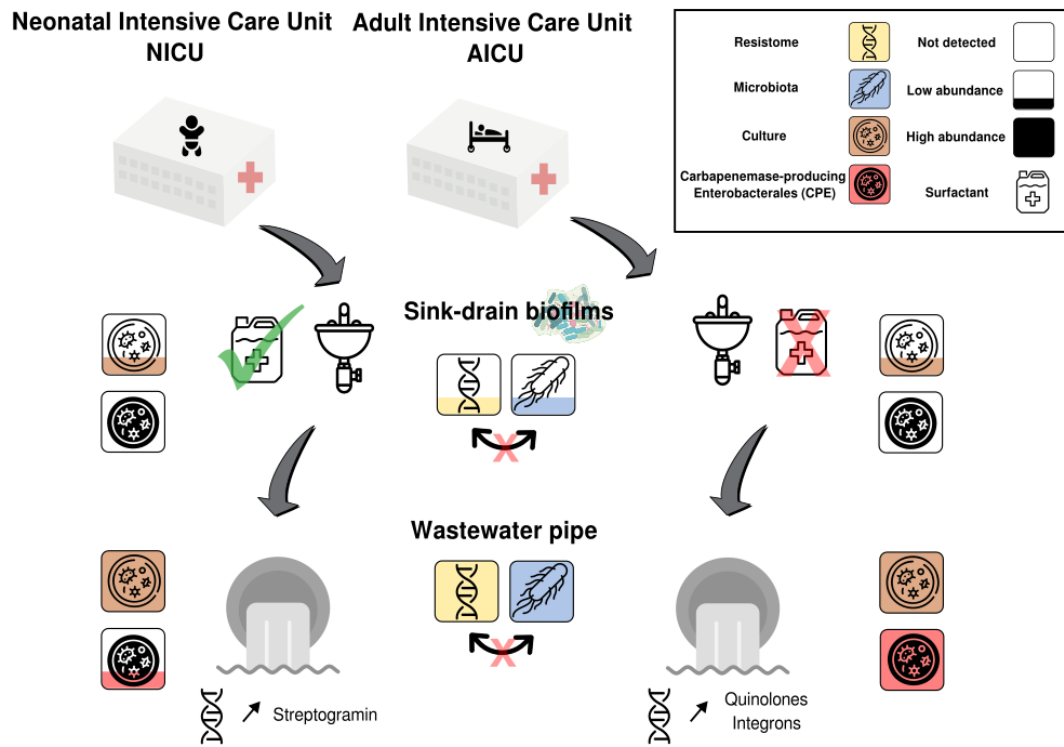 Neonatal Intensive Care Unit
NICU
Adult Intensive Care Unit
AICU
Resistome
Not detected
Microbiota
Low abundance
Culture
High abundance
Carbapenemase-producing
Enterobacterales (CPE)
Surfactant
Sink-drain biofilms
Wastewater pipe
Streptogramin
Quinolones
Integrons